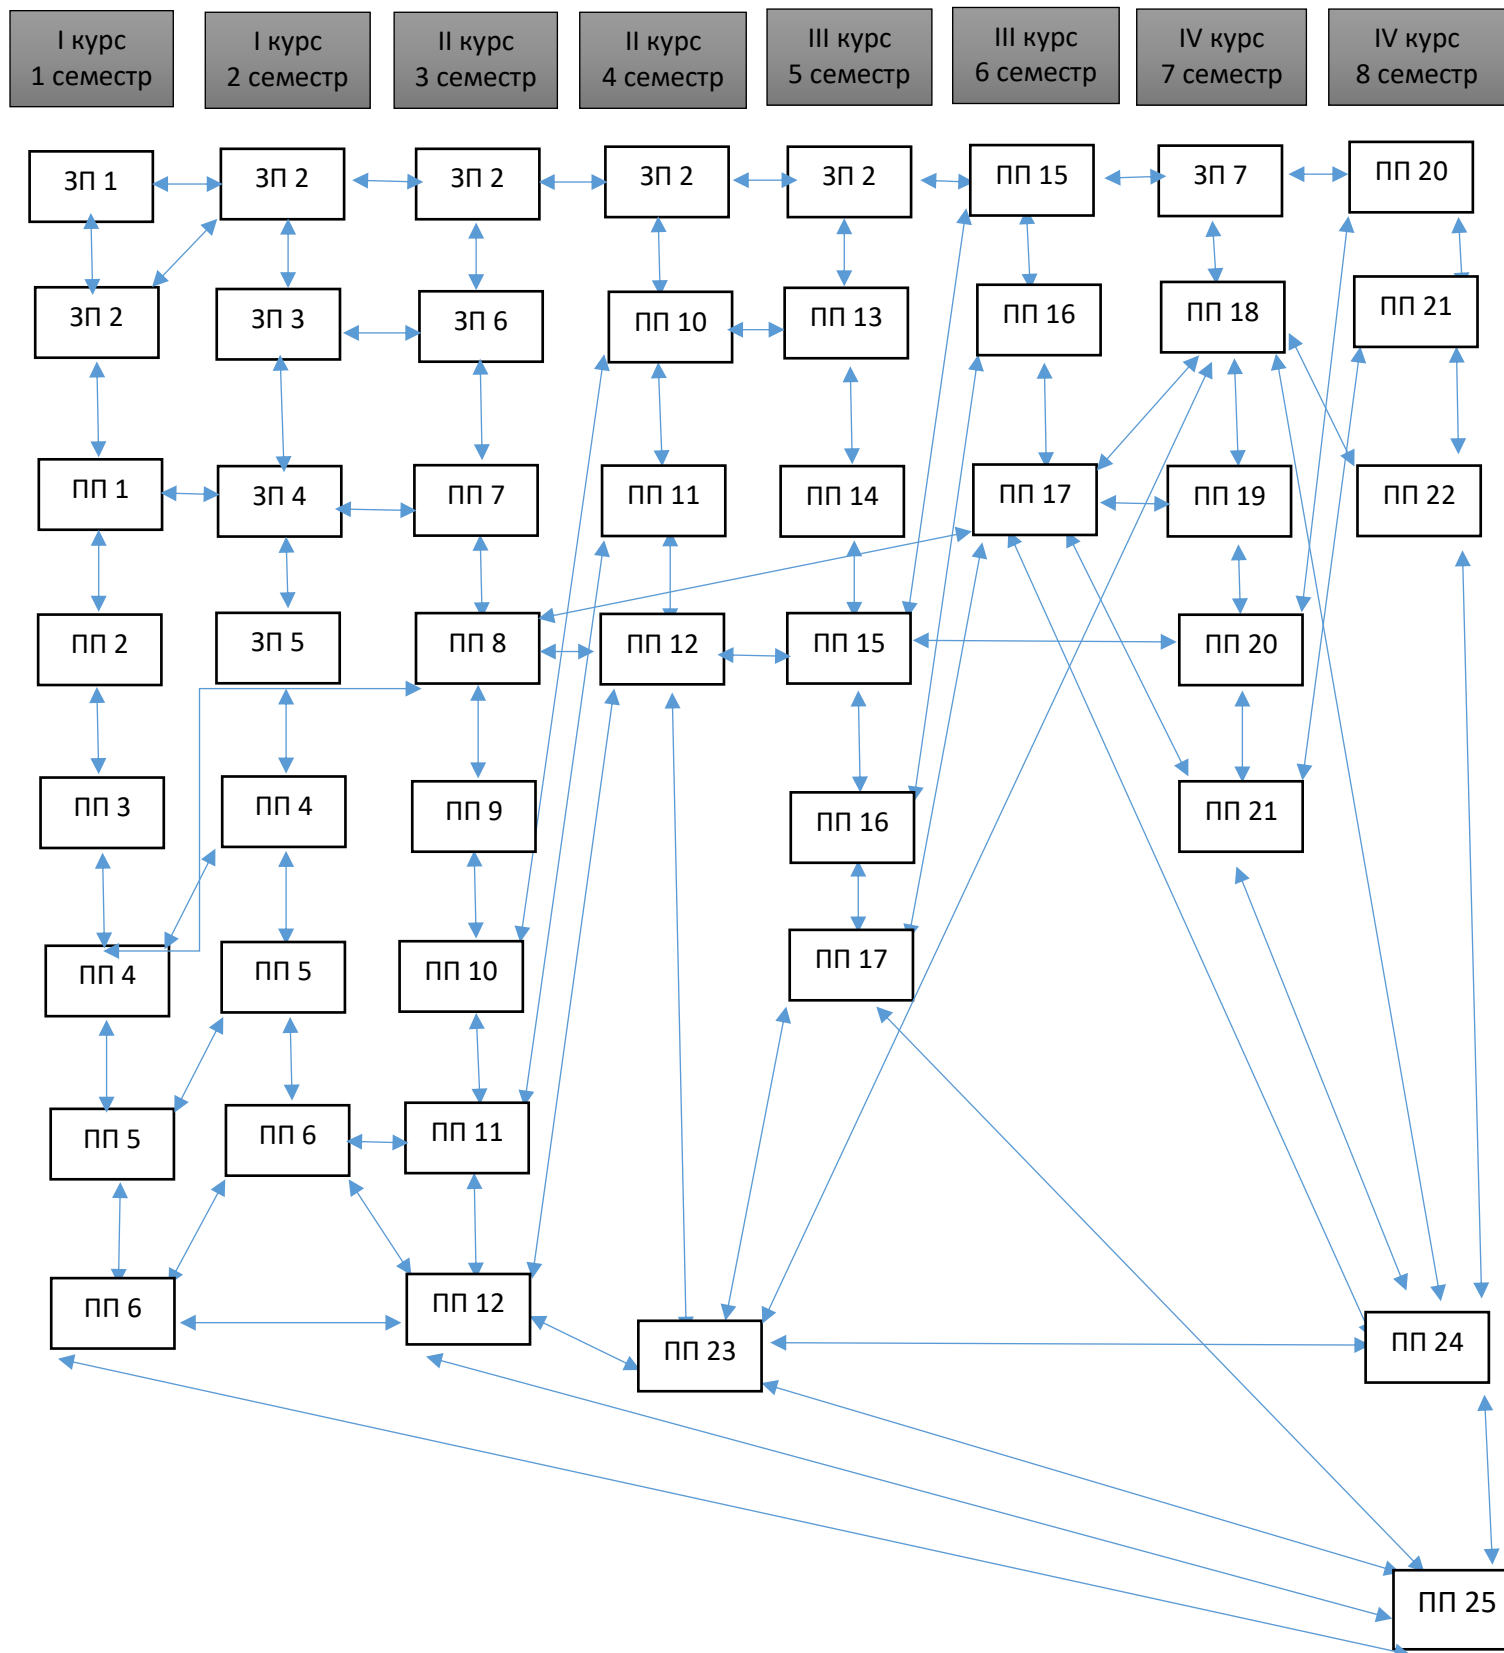 I курс
1 семестр
I курс
2 семестр
II курс
3 семестр
II курс
4 семестр
III курс
5 семестр
III курс
6 семестр
IV курс
7 семестр
IV курс
8 семестр
ЗП 1
ЗП 2
ЗП 2
ЗП 2
ЗП 2
ПП 15
ЗП 7
ПП 20
ЗП 2
ЗП 3
ЗП 6
ПП 10
ПП 13
ПП 16
ПП 18
ПП 21
ПП 1
ЗП 4
ПП 7
ПП 11
ПП 14
ПП 17
ПП 19
ПП 22
ПП 2
ЗП 5
ПП 8
ПП 12
ПП 15
ПП 20
ПП 3
ПП 4
ПП 9
ПП 16
ПП 21
ПП 4
ПП 5
ПП 10
ПП 17
ПП 5
ПП 6
ПП 11
ПП 6
ПП 12
ПП 23
ПП 24
ПП 25